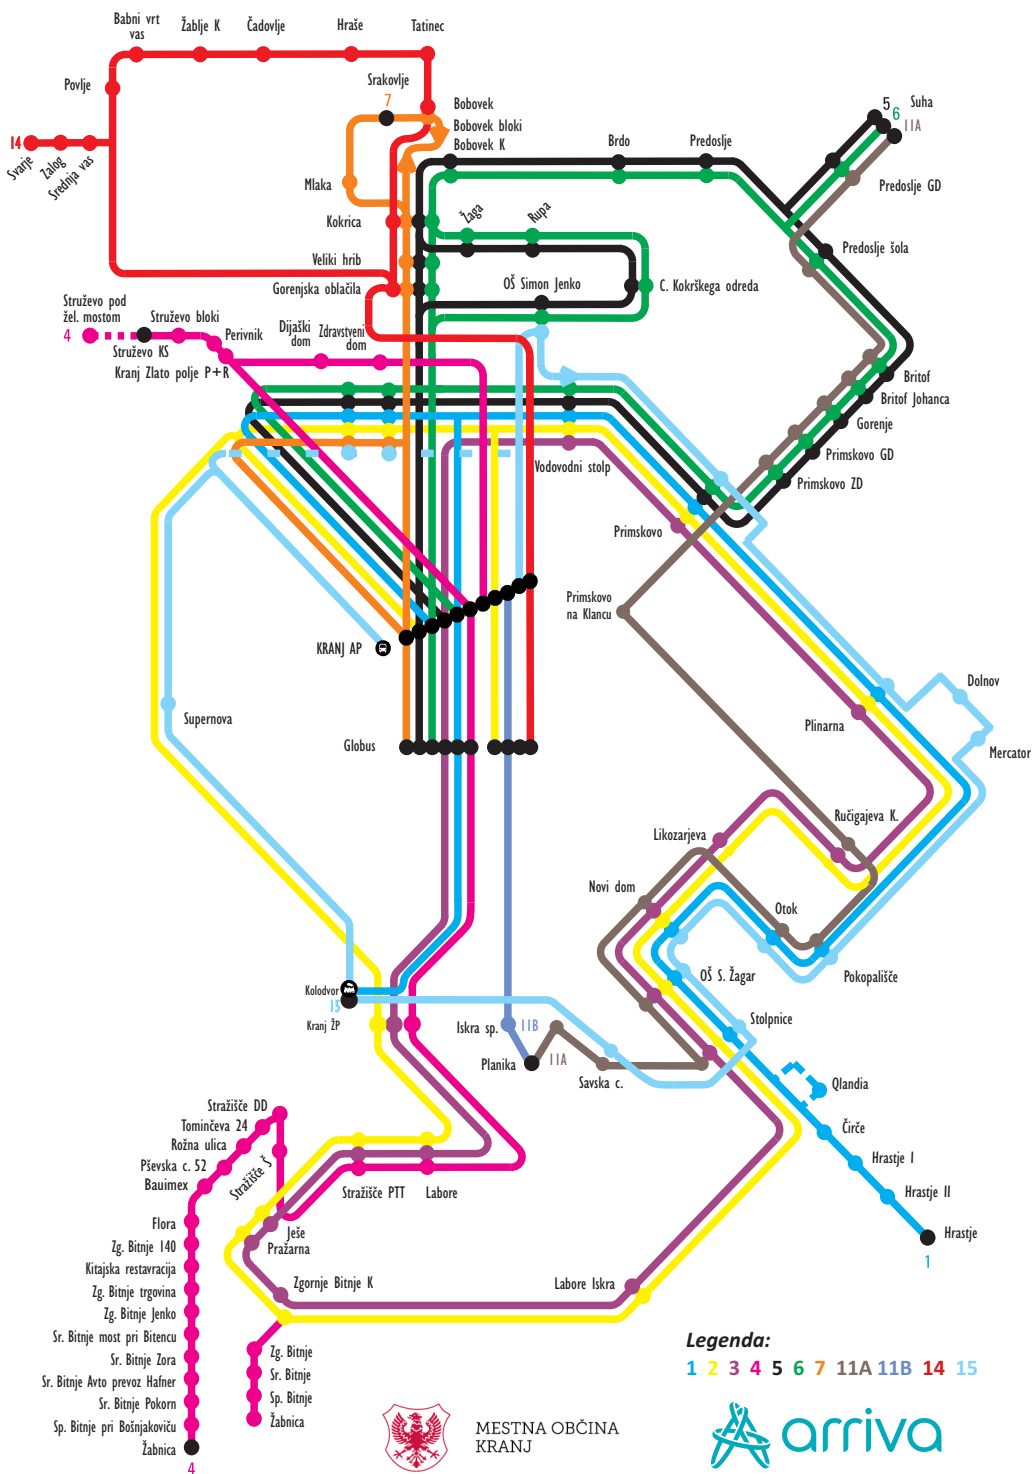 Babni vrt
vas
Žablje K
Čadovlje
Hraše
Tatinec
Povlje
Srakovlje
7
Bobovek
Bobovek bloki
Bobovek K
14
Svarje
Zalog
Srednja vas
Mlaka
Kokrica
Žaga
Rupa
Brdo
Predoslje
5
6
Suha
11A
Predoslje GD
Predoslje šola
Veliki hrib
Gorenjska oblačila
OŠ Simon Jenko
C. Kokrškega odreda
Struževo pod
žel. mostom
4
Struževo bloki
Struževo KS
Perivnik
Kranj Zlato polje P+R
Dijaški
dom
Zdravstveni
dom
Britof
Britof Johanca
Gorenje
Primskovo GD
Primskovo ZD
Vodovodni stolp
Primskovo
Primskovo
na Klancu
KRANJ AP
Supernova
Globus
Dolnov
Plinarna
Mercator
Ručigajeva K.
Likozarjeva
Novi dom
Otok
OŠ S. Žagar
Pokopališče
Kolodvor
15
Kranj ŽP
Iskra sp.
11B
Planika
11A
Savska c.
Stolpnice
Qlandia
Čirče
Hrastje I
Hrastje II
Hrastje
1
Stražišče DD
Tominčeva 24
Rožna ulica
Pševska c. 52
Bauimex
Stražišče Š
Stražišče PTT
Labore
Flora
Zg. Bitnje 140
Kitajska restavracija
Zg. Bitnje trgovina
Zg. Bitnje Jenko
Sr. Bitnje most pri Bitencu
Sr. Bitnje Zora
Sr. Bitnje Avto prevoz Hafner
Sr. Bitnje Pokorn
Sp. Bitnje pri Bošnjakoviču
Žabnica
4
Ješe
Pražarna
Zgornje Bitnje K
Labore Iskra
Zg. Bitnje
Sr. Bitnje
Sp. Bitnje
Žabnica
Legenda:
1 2 3 4 5 6 7 11A 11B 14 15
MESTNA OBČINA
KRANJ
arriva